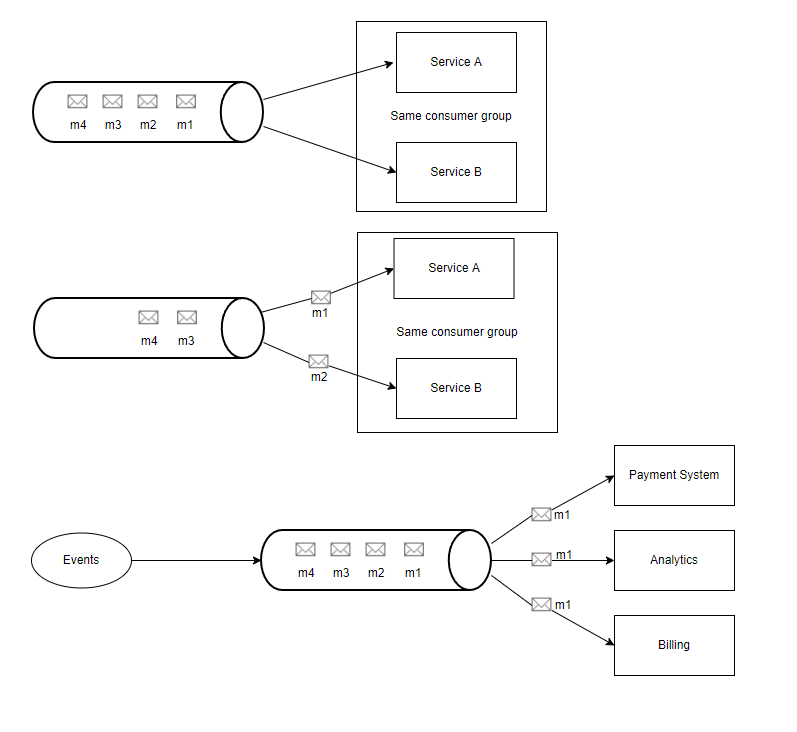 Service A
m4 m3 m2 m1
Same consumer group
Service B
Service A
m1
m4 m3
Same consumer group
m2
Service B
Payment System
m1
Events
m4 m3 m2 m1
m1
Analytics
m1
Billing